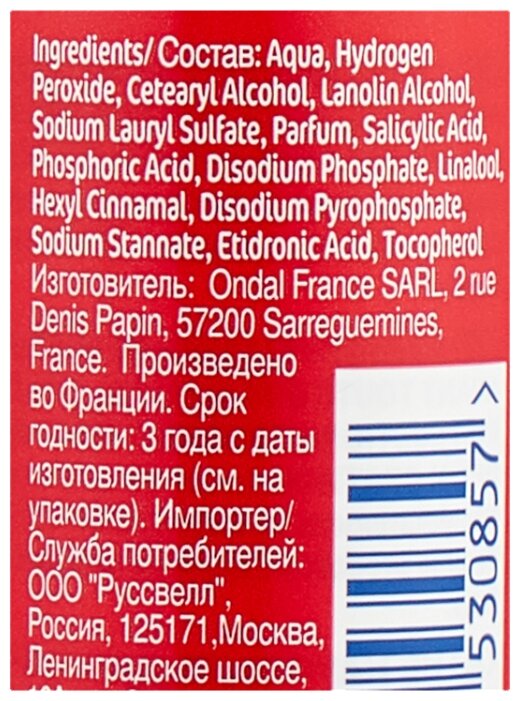 Ingredients/ Состав: Aqua, Hydrogen
Peroxide, Cetearyl Alcohol, Lanolin Alcohol,
Sodium Lauryl Sulfate, Parfum, Salicylic Acid,
Phosphoric Acid, Disodium Phosphate, Linalool,
Hexyl Cinnamal, Disodium Pyrophosphate,
Sodium Stannate, Etidronic Acid, Tocopherol
Изготовитель: Ondal France SARL, 2 rue
Denis Papin, 57200 Sarreguemines,
France. Произведено
во Франции. Срок
годности: 3 года с даты
изготовления (см. на
упаковке). Импортер/
Служба потребителей:
ООО "Руссвелл",
Россия, 125171,Москва,
Ленинградское шоссе,
530857 >